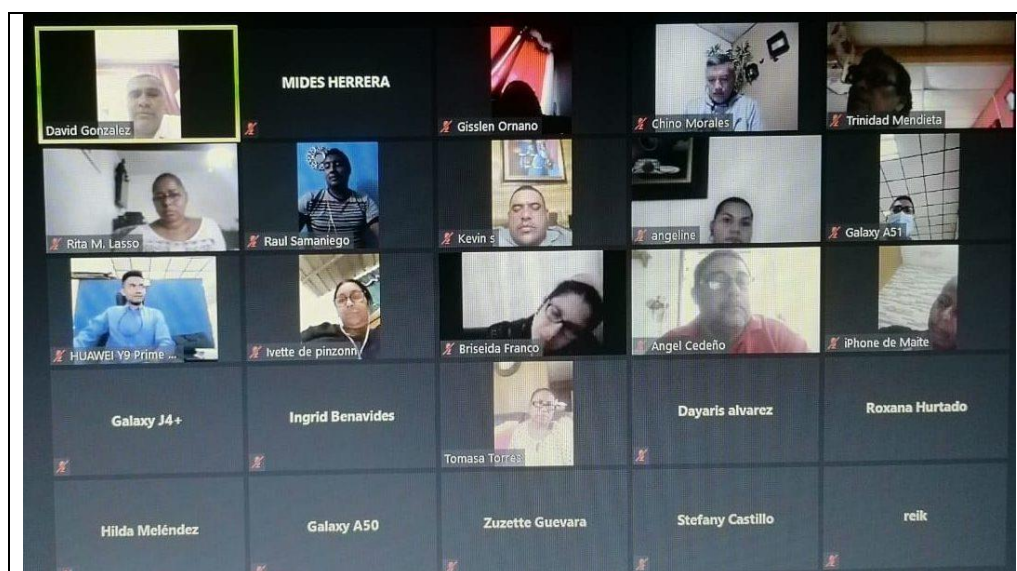 David Gonzalez
MIDES HERRERA
Gisslen Ornano
Chino Morales
Trinidad Mendieta
Rita M. Lasso
Raul Samaniego
Kevin s
angeline
Galaxy A51
HUAWEI Y9 Prime ...
Ivette de pinzonn
Briseida Franco
Angel Cedeño
iPhone de Maite
Galaxy J4+
Ingrid Benavides
Tomasa Torres
Dayaris alvarez
Roxana Hurtado
Hilda Meléndez
Galaxy A50
Zuzette Guevara
Stefany Castillo
reik